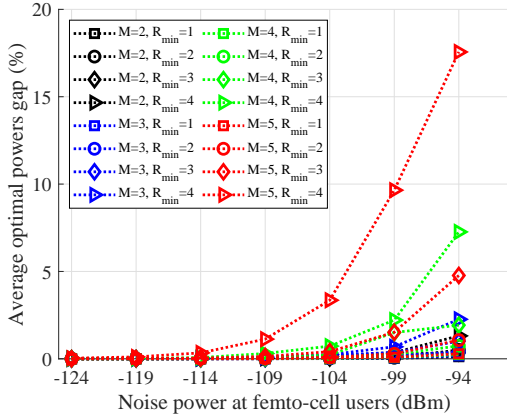 20
15
10
5
0
Average optimal powers gap (%)
M=2, R_min=1
M=2, R_min=2
M=2, R_min=3
M=2, R_min=4
M=3, R_min=1
M=3, R_min=2
M=3, R_min=3
M=3, R_min=4
M=4, R_min=1
M=4, R_min=2
M=4, R_min=3
M=4, R_min=4
M=5, R_min=1
M=5, R_min=2
M=5, R_min=3
M=5, R_min=4
-124 -119 -114 -109 -104 -99 -94
Noise power at femto-cell users (dBm)